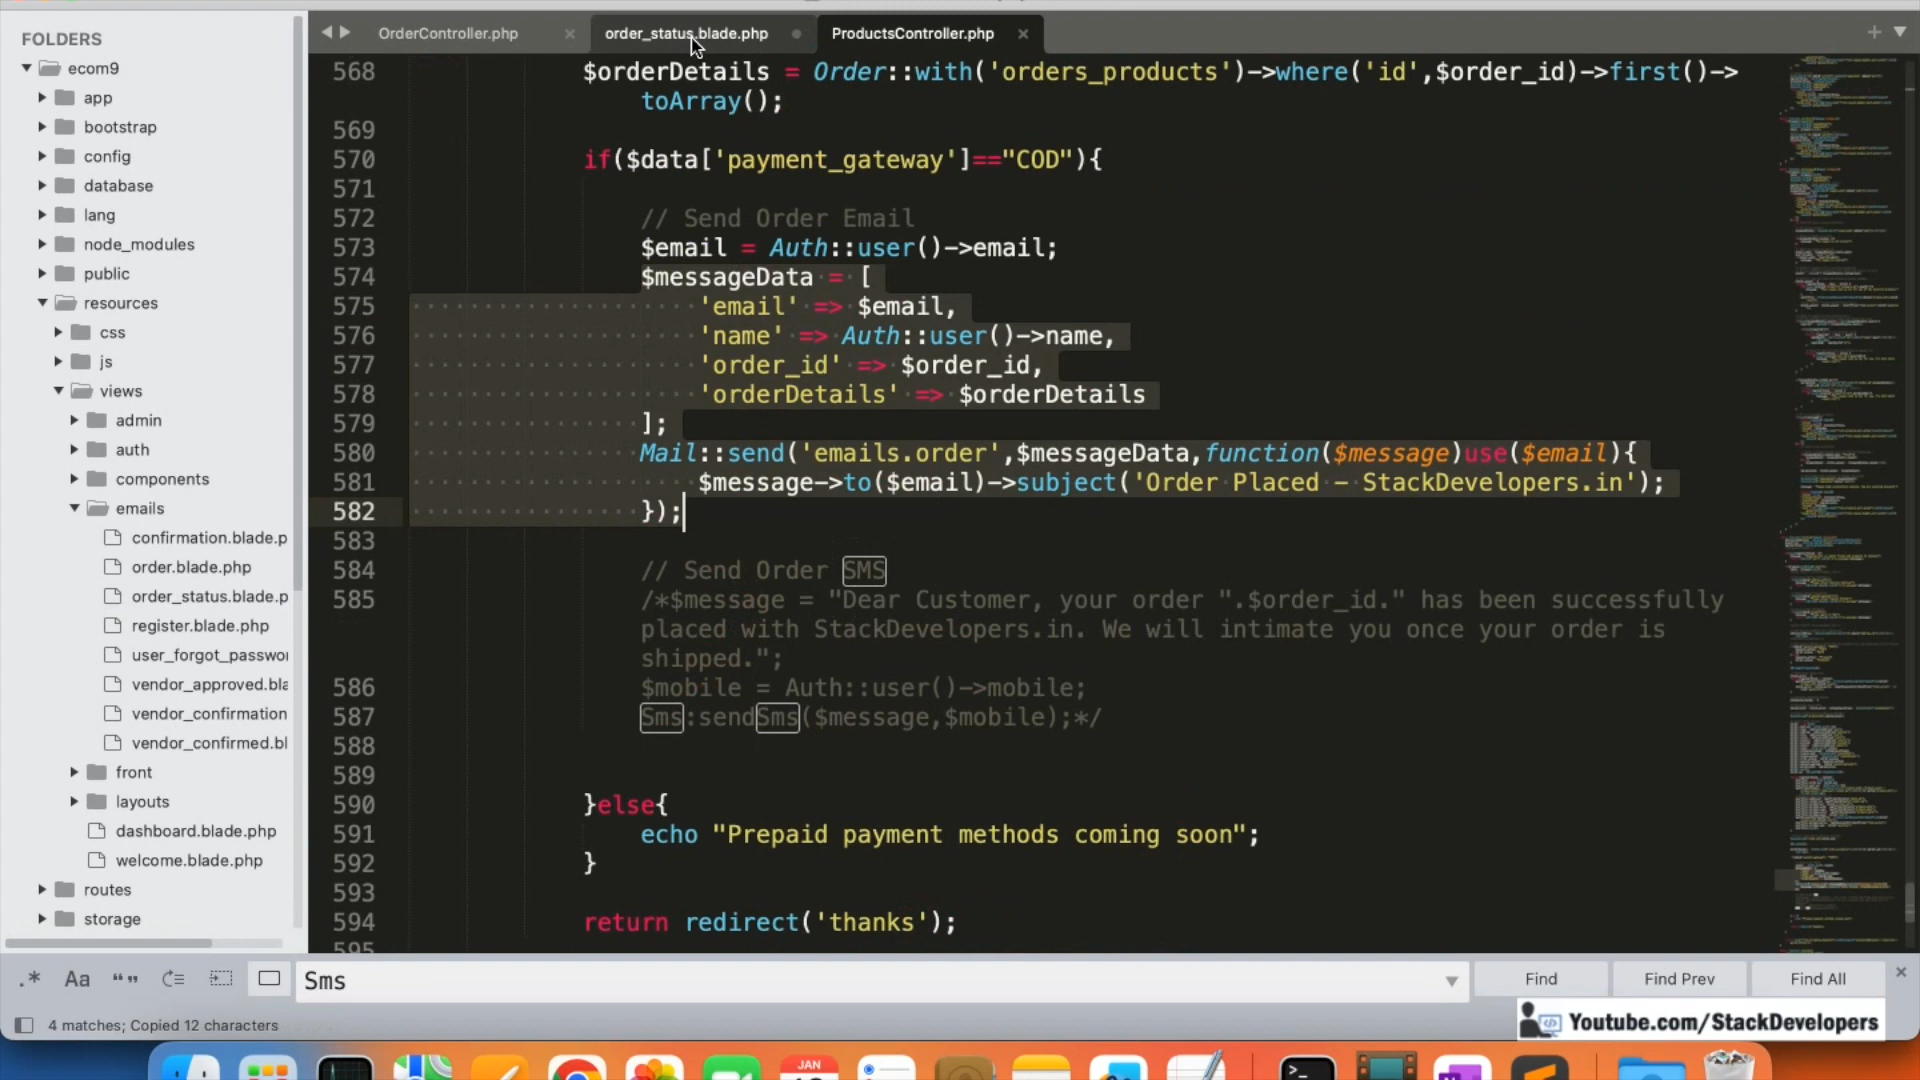 FOLDERS
ecom9
app
bootstrap
config
database
lang
node_modules
public
resources
css
js
views
admin
auth
components
emails
confirmation.blade.p
order.blade.php
order_status.blade.p
register.blade.php
user_forgot_passwo
vendor_approved.bla
vendor_confirmation
vendor_confirmed.bl
front
layouts
dashboard.blade.php
welcome.blade.php
routes
storage
OrderController.php
order_status.blade.php
ProductsController.php
568 $orderDetails = Order::with('orders_products')->where('id',$order_id)->first()->
toArray();
569
570 if($data['payment_gateway']=="COD"){
571
572 // Send Order Email
573 $email = Auth::user()->email;
574 $messageData = [
575 'email' => $email,
576 'name' => Auth::user()->name,
577 'order_id' => $order_id,
578 'orderDetails' => $orderDetails
579 ];
580 Mail::send('emails.order',$messageData,function($message)use($email){
581 $message->to($email)->subject('Order Placed - StackDevelopers.in');
582 });
583
584 // Send Order SMS
585 /*$message = "Dear Customer, your order ".$order_id." has been successfully
placed with StackDevelopers.in. We will intimate you once your order is
shipped.";
586 $mobile = Auth::user()->mobile;
587 Sms:sendSms($message,$mobile);*/
588
589
590 }else{
591 echo "Prepaid payment methods coming soon";
592 }
593
594 return redirect('thanks');
595
.* Aa “”
Sms
Find
Find Prev
Find All
4 matches; Copied 12 characters
Youtube.com/StackDevelopers
JAN